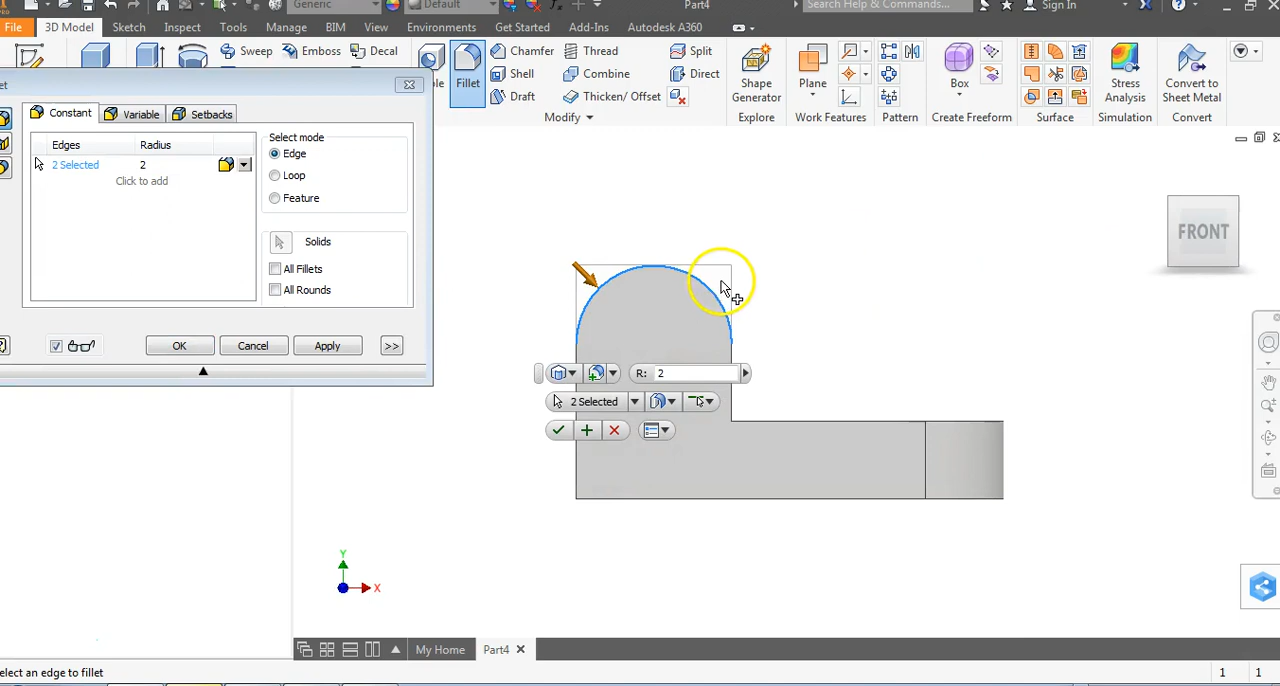 Generic Default Part4 Search Help & Commands... Sign In
File 3D Model Sketch Inspect Tools Manage BIM View Environments Get Started Add-Ins Autodesk A360
Sweep Emboss Decal Chamfer Thread Split
Fillet Shell Combine Direct Shape Generator Plane Box Stress Analysis Convert to Sheet Metal
Draft Thicken/ Offset
Modify Explore Work Features Pattern Create Freeform Surface Simulation Convert
Constant Variable Setbacks
Edges Radius
2 Selected 2
Click to add
Select mode
Edge
Loop
Feature
Solids
All Fillets
All Rounds
OK Cancel Apply >>
FRONT
R: 2
2 Selected
Y
X
My Home Part4
elect an edge to fillet 1 1